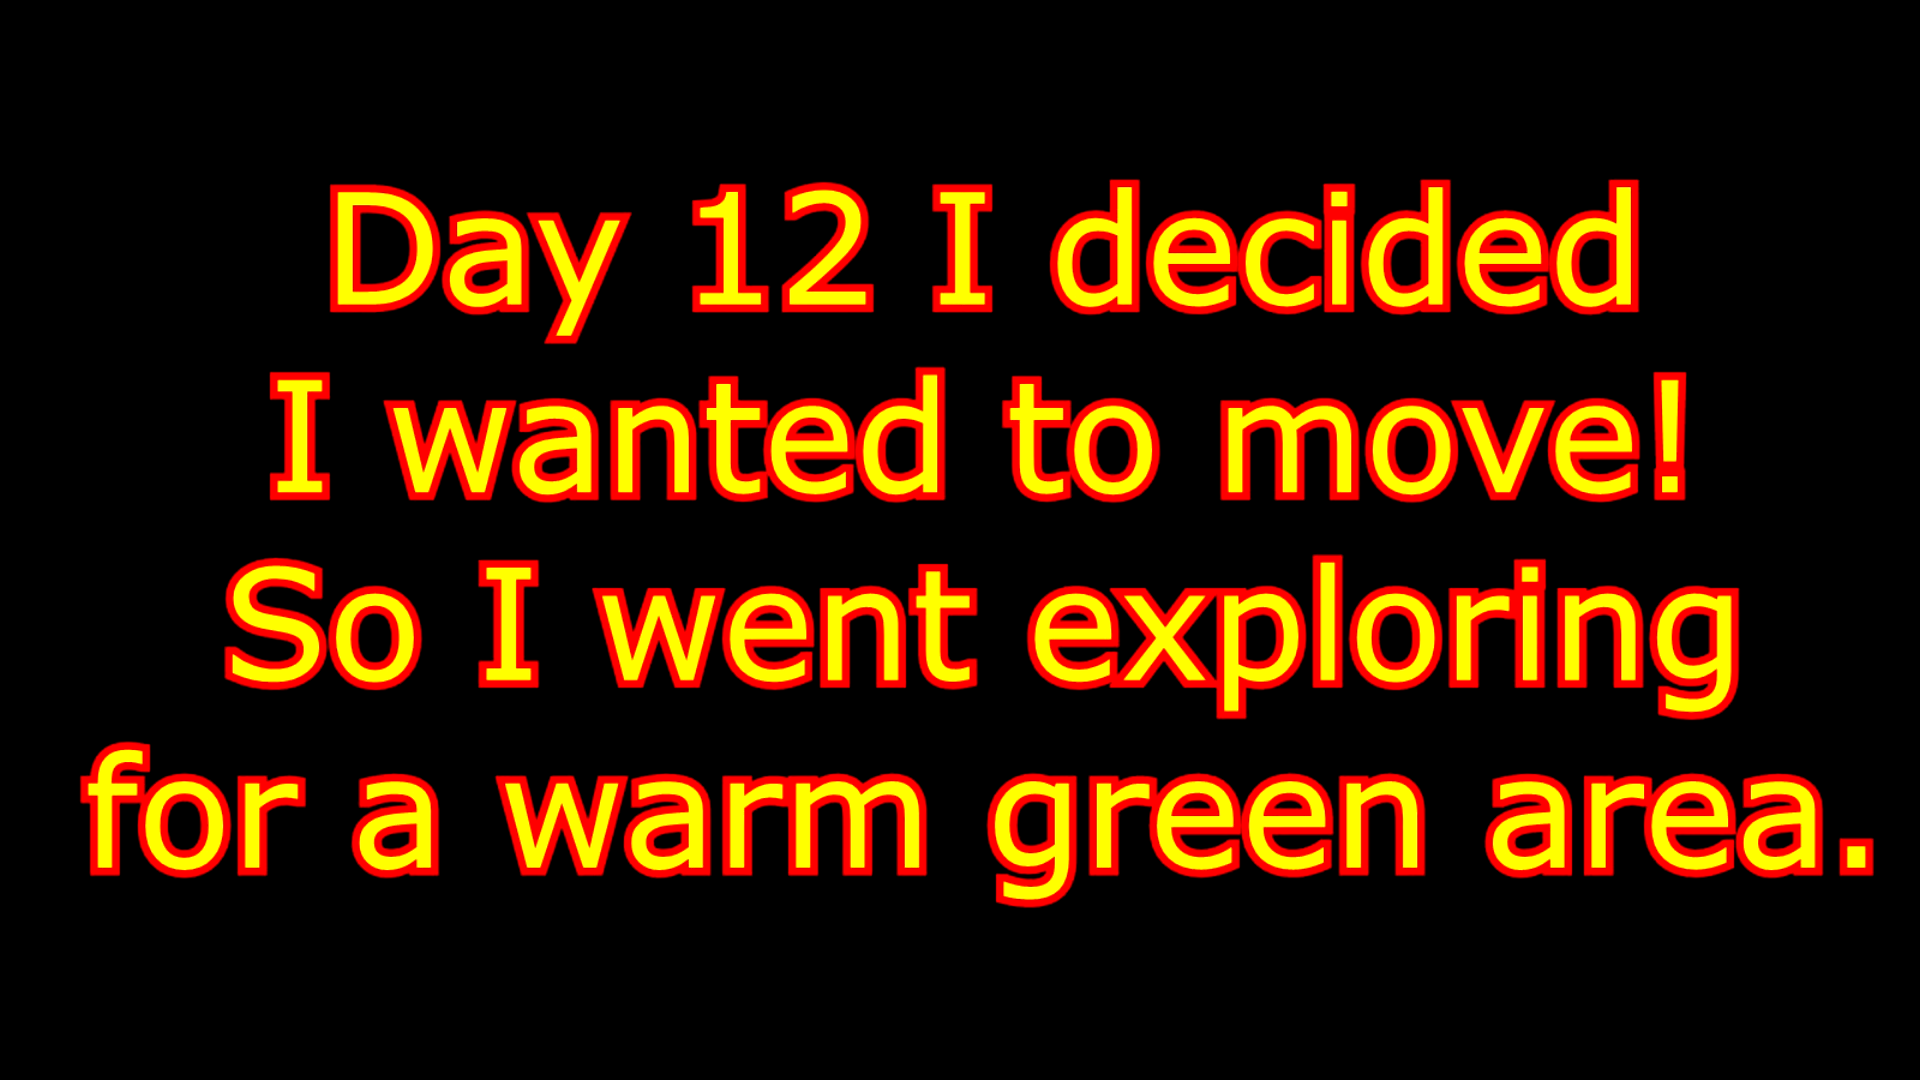 Day 12 I decided
I wanted to move!
So I went exploring
for a warm green area.